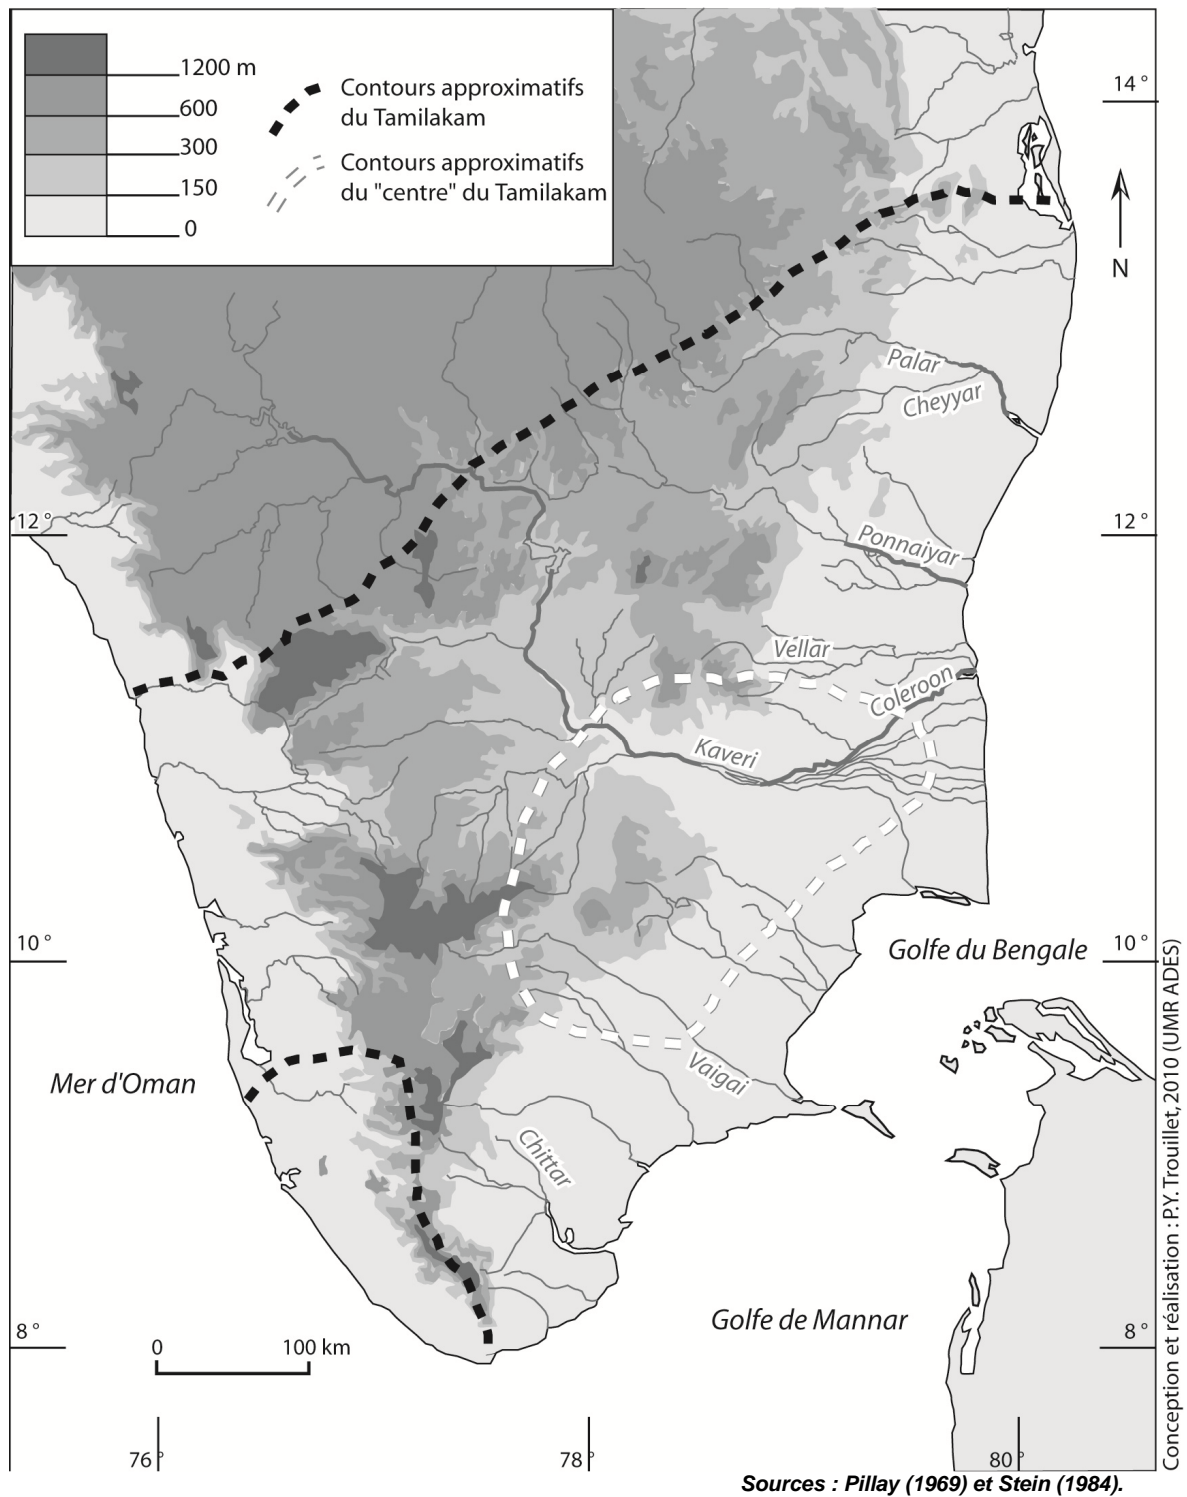 1200 m
600
300
150
0
Contours approximatifs
du Tamilakam
Contours approximatifs
du "centre" du Tamilakam
14°
N
Palar
Cheyyar
12°
12°
Ponnaiyar
Vellar
Coleroon
Kaveri
10°
10°
Golfe du Bengale
Mer d'Oman
Vaigai
Chittar
Golfe de Mannar
8°
8°
0 100 km
76°
78°
80°
Conception et réalisation : P.Y. Trouillet,2010 (UMR ADES)
Sources : Pillay (1969) et Stein (1984).